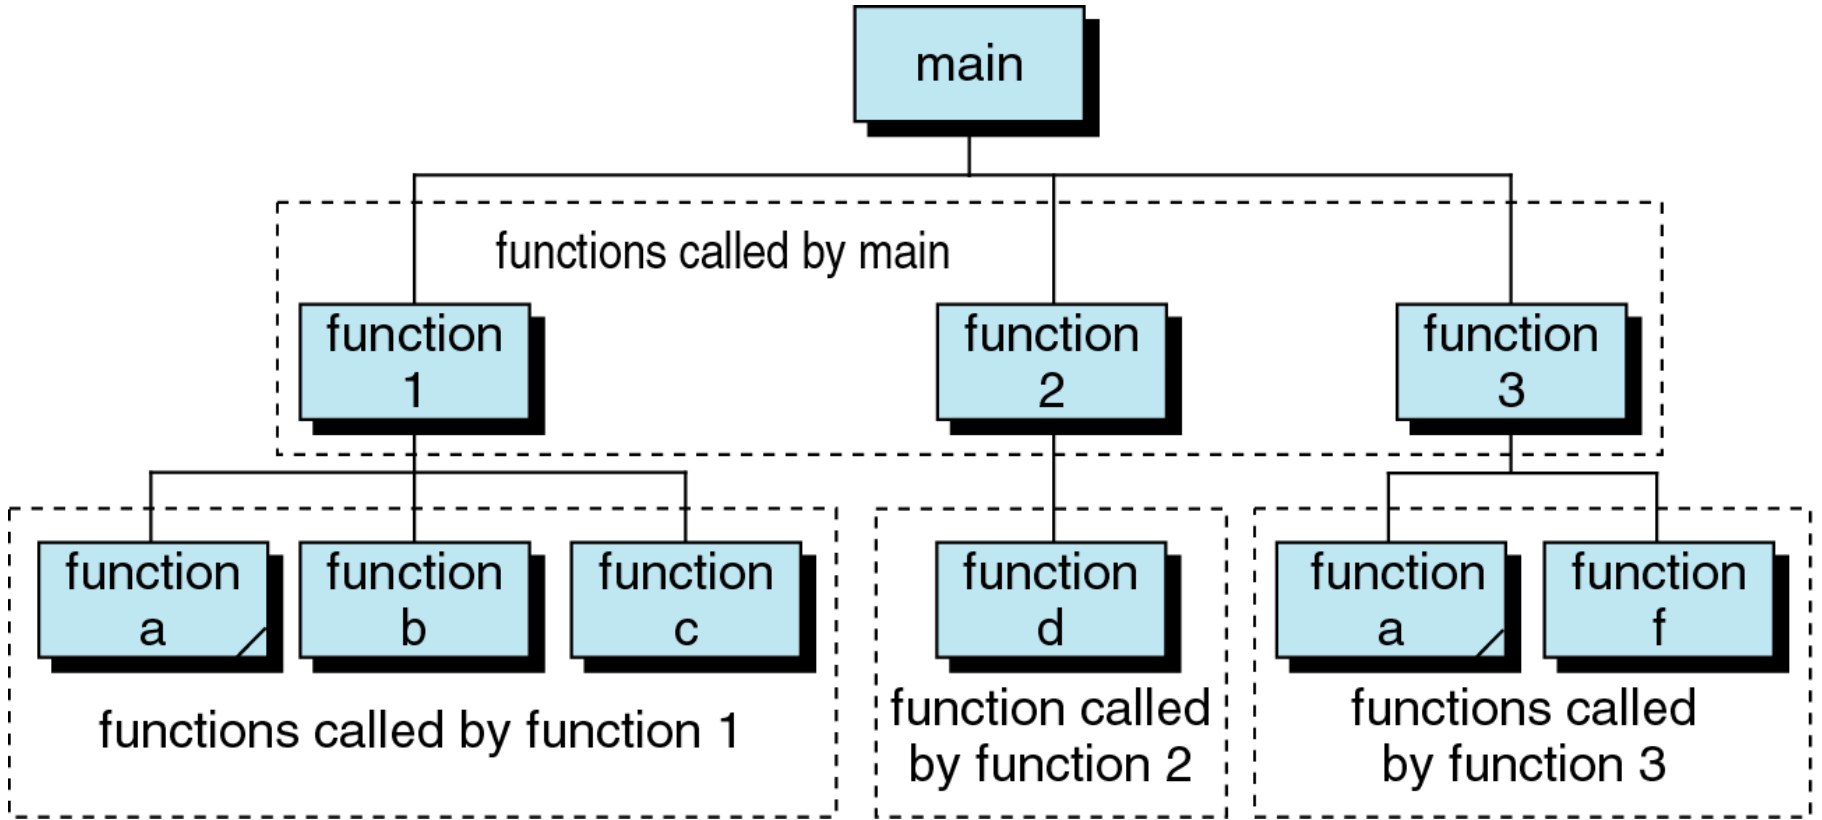 main
functions called by main
function
1
function
2
function
3
function
a
function
b
function
c
function
d
function
a
function
f
functions called by function 1
function called
by function 2
functions called
by function 3